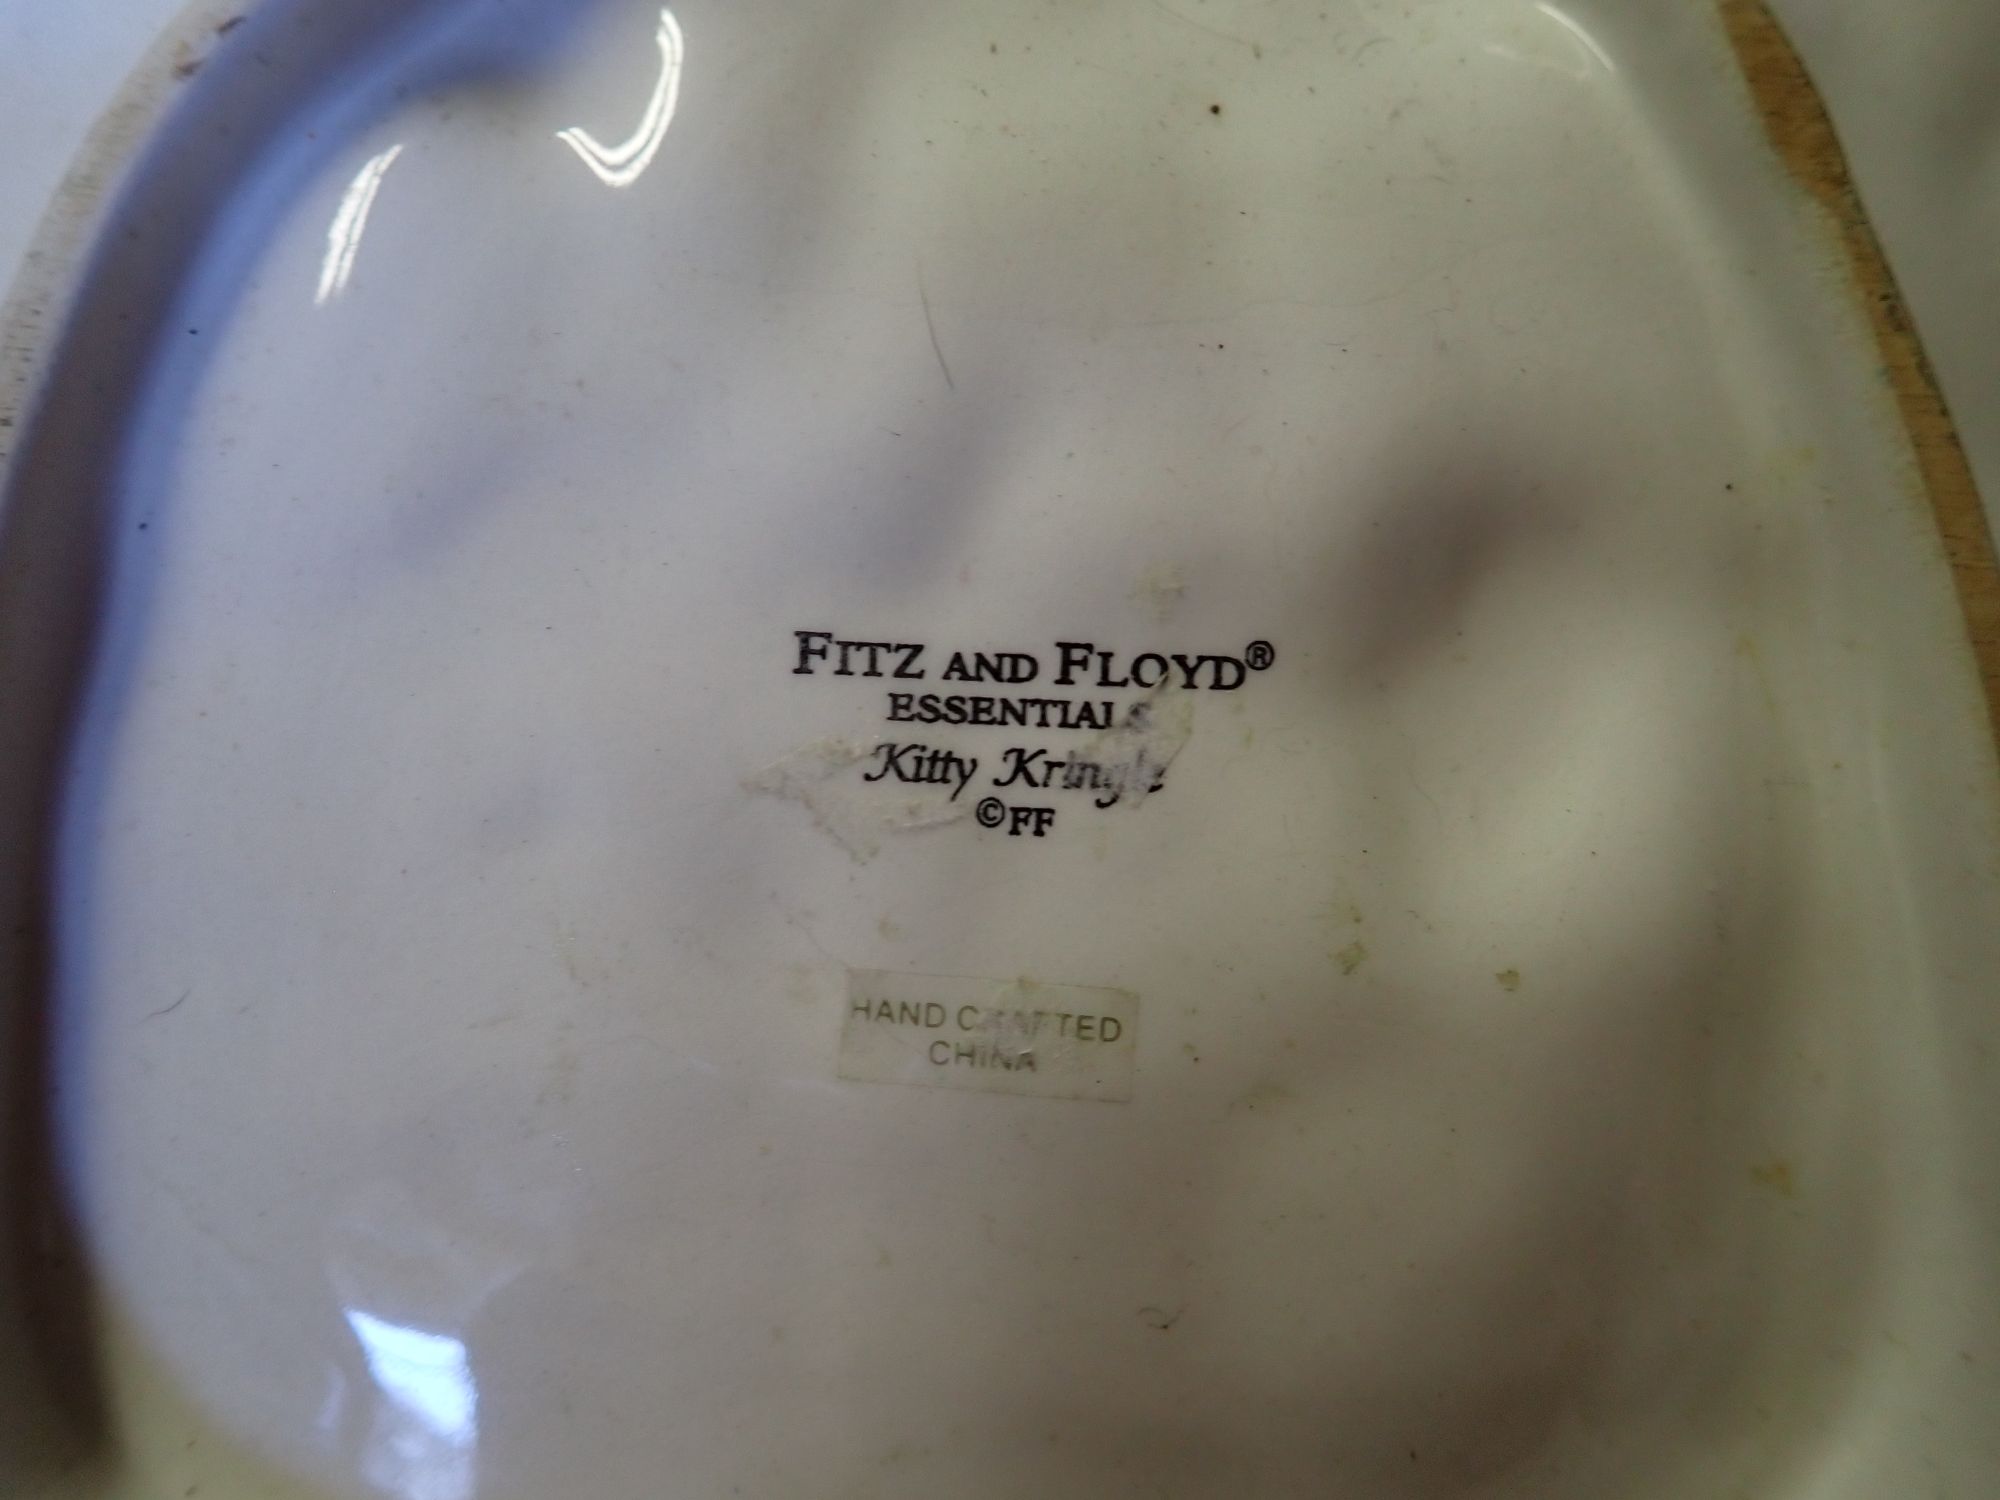 FITZ AND FLOYD®
ESSENTIALS
Kitty Kringle
©FF
HAND CRAFTED
CHINA